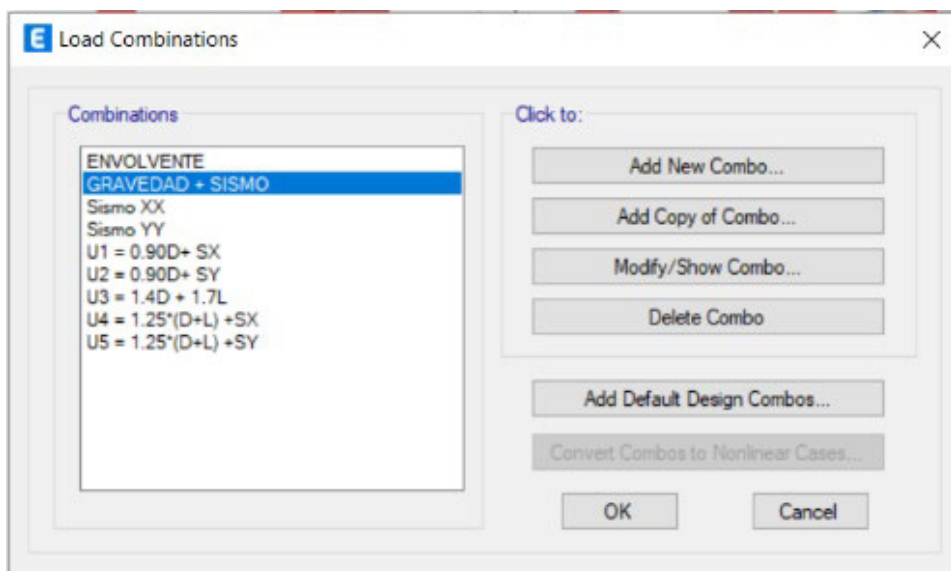 E Load Combinations
Combinations
ENVOLVENTE
GRAVEDAD + SISMO
Sismo XX
Sismo YY
U1 = 0.90D+ SX
U2 = 0.90D+ SY
U3 = 1.4D + 1.7L
U4 = 1.25*(D+L) +SX
U5 = 1.25*(D+L) +SY
Click to:
Add New Combo...
Add Copy of Combo...
Modify/Show Combo...
Delete Combo
Add Default Design Combos...
Convert Combos to Nonlinear Cases...
OK
Cancel